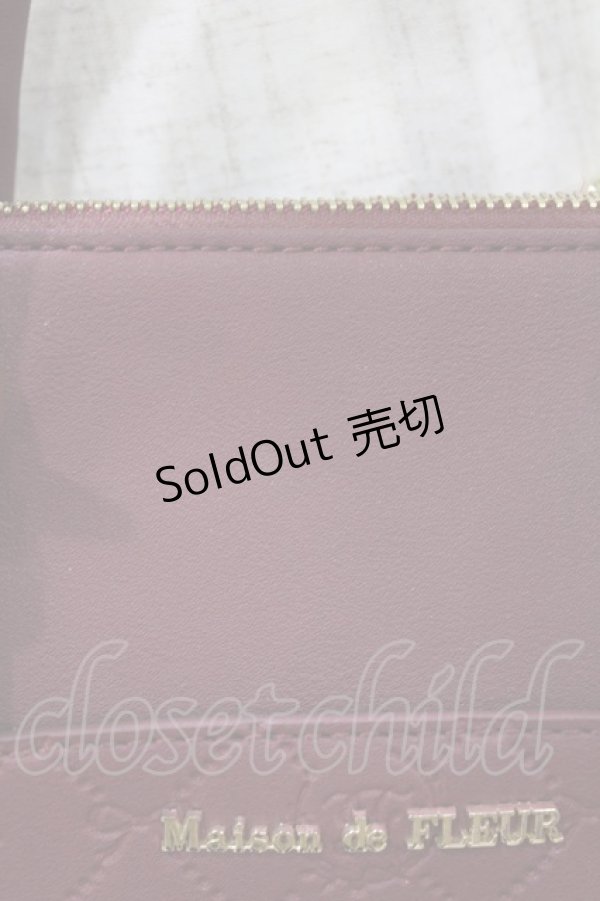 SoldOut 売切
closetchild
Maison de FLEUR